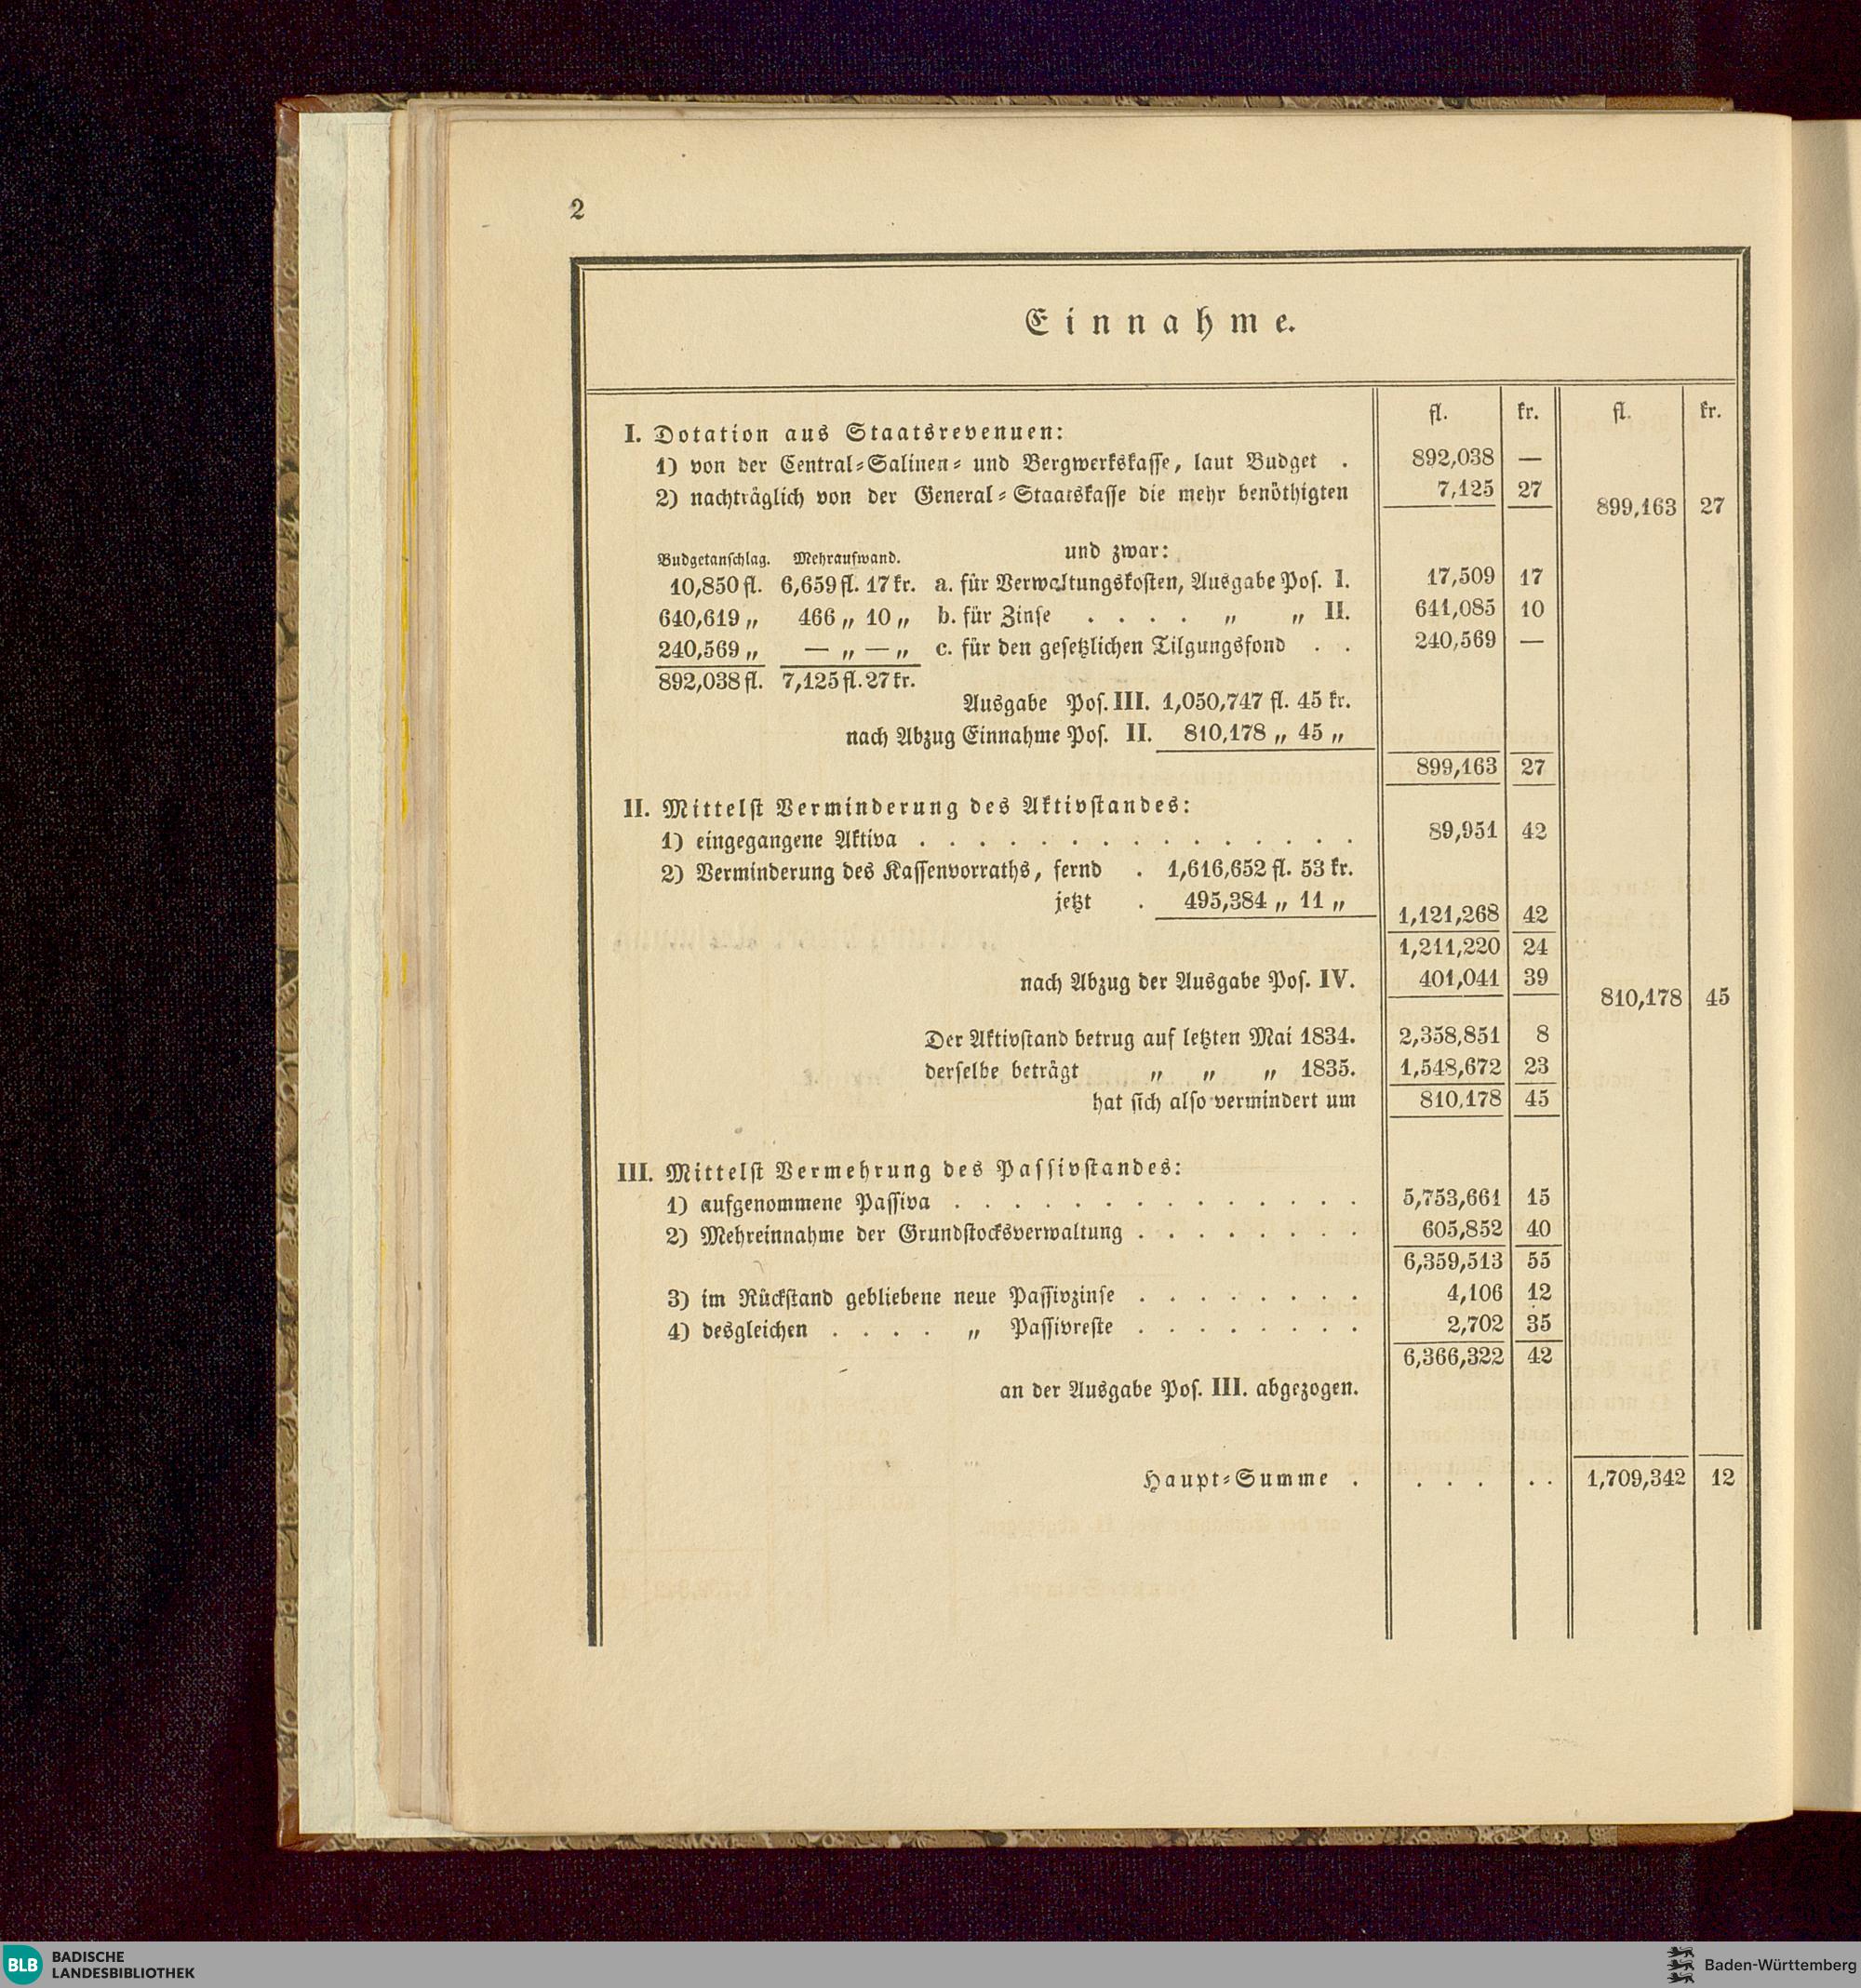 2
Einnahme.
fl. kr. fl. kr.
I. Dotation aus Staatsrevenuen:
1) von der Central-Salinen- und Bergwerkskasse, laut Budget . 892,038 —
2) nachträglich von der General-Staatskasse die mehr benöthigten 7,125 27
899,163 27
und zwar:
Budgetanschlag. Mehraufwand.
10,850 fl. 6,659 fl. 17 kr. a. für Verwaltungskosten, Ausgabe Pos. I. 17,509 17
640,619 „ 466 „ 10 „ b. für Zinse . . . . „ „ II. 641,085 10
240,569 „ — „ — „ c. für den gesetzlichen Tilgungsfond . . 240,569 —
892,038 fl. 7,125 fl. 27 kr.
Ausgabe Pos. III. 1,050,747 fl. 45 kr.
nach Abzug Einnahme Pos. II. 810,178 „ 45 „
899,163 27
II. Mittelst Verminderung des Aktivstandes:
1) eingegangene Aktiva . . . . . . . . . . . . . . . 89,951 42
2) Verminderung des Kassenvorraths, fernd . 1,616,652 fl. 53 kr.
jetzt . 495,384 „ 11 „
1,121,268 42
1,211,220 24
nach Abzug der Ausgabe Pos. IV. 401,041 39
810,178 45
Der Aktivstand betrug auf letzten Mai 1834. 2,358,851 8
derselbe beträgt „ „ „ 1835. 1,548,672 23
hat sich also vermindert um 810,178 45
III. Mittelst Vermehrung des Passivstandes:
1) aufgenommene Passiva . . . . . . . . . . . . . . 5,753,661 15
2) Mehreinnahme der Grundstocksverwaltung . . . . . . . . 605,852 40
6,359,513 55
3) im Rückstand gebliebene neue Passivzinse . . . . . . . . 4,106 12
4) desgleichen . . . . „ Passivreste . . . . . . . . 2,702 35
6,366,322 42
an der Ausgabe Pos. III. abgezogen.
Haupt-Summe . . . . . . 1,709,342 12
BLB BADISCHE
LANDESBIBLIOTHEK
Baden-Württemberg